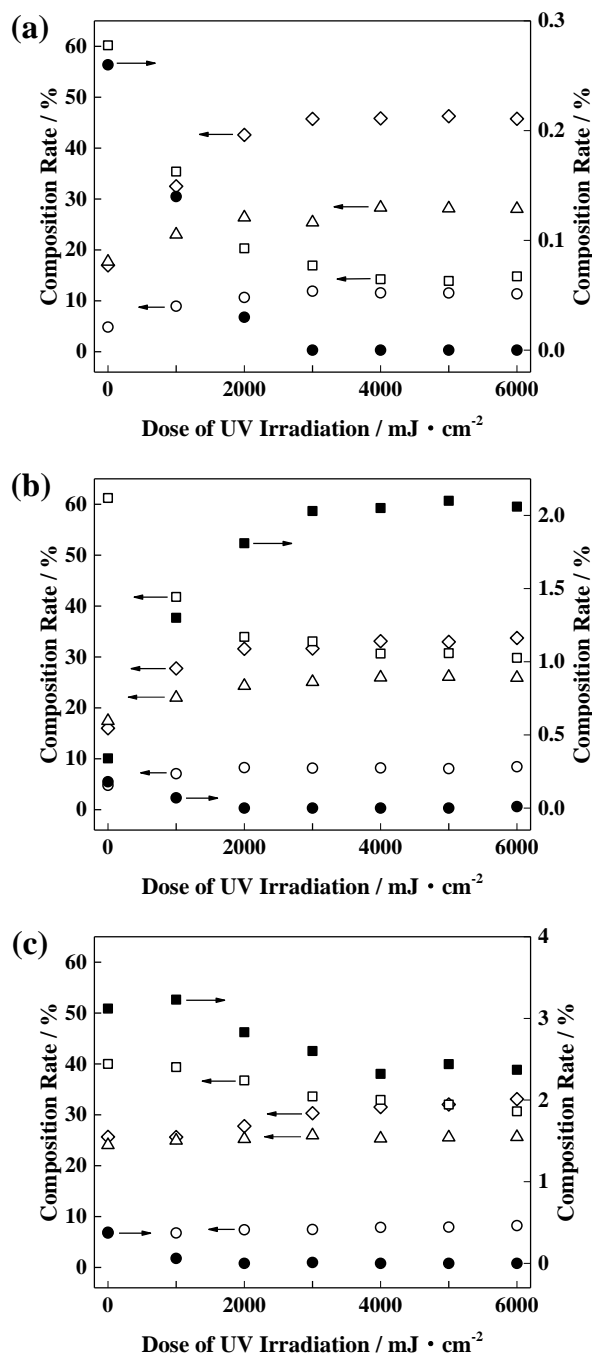 (a)
60
50
40
30
20
10
0
Composition Rate / %
0.3
0.2
0.1
0.0
Composition Rate / %
0 2000 4000 6000
Dose of UV Irradiation / mJ・cm-2
(b)
60
50
40
30
20
10
0
Composition Rate / %
2.0
1.5
1.0
0.5
0.0
Composition Rate / %
0 2000 4000 6000
Dose of UV Irradiation / mJ・cm-2
(c)
60
50
40
30
20
10
0
Composition Rate / %
4
3
2
1
0
Composition Rate / %
0 2000 4000 6000
Dose of UV Irradiation / mJ・cm-2